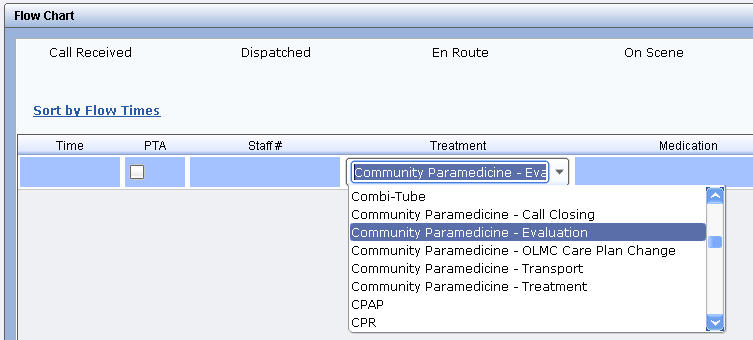 Flow Chart
Call Received Dispatched En Route On Scene
Sort by Flow Times
Time PTA Staff# Treatment Medication
Community Paramedicine - Eva
Combi-Tube
Community Paramedicine - Call Closing
Community Paramedicine - Evaluation
Community Paramedicine - OLMC Care Plan Change
Community Paramedicine - Transport
Community Paramedicine - Treatment
CPAP
CPR